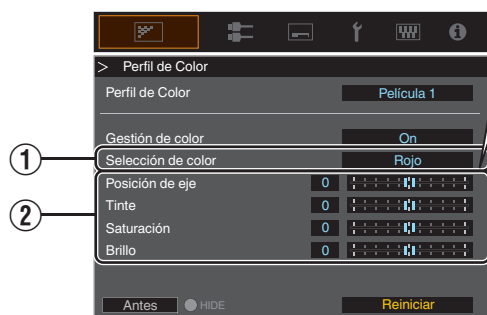 > Perfil de Color
Perfil de Color Película 1
Gestión de color On
① Selección de color Rojo
Posición de eje 0
② Tinte 0
Saturación 0
Brillo 0
Antes HIDE Reiniciar